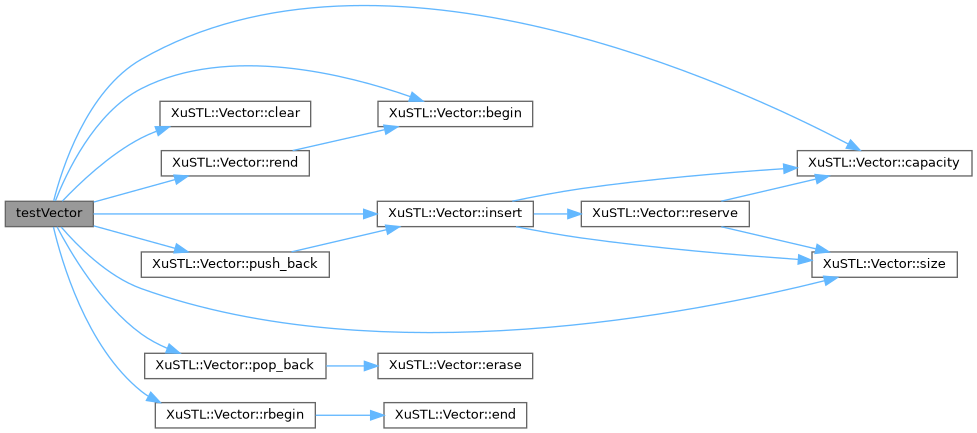 testVector
XuSTL::Vector::clear
XuSTL::Vector::begin
XuSTL::Vector::rend
XuSTL::Vector::capacity
XuSTL::Vector::insert
XuSTL::Vector::reserve
XuSTL::Vector::push_back
XuSTL::Vector::size
XuSTL::Vector::pop_back
XuSTL::Vector::erase
XuSTL::Vector::rbegin
XuSTL::Vector::end